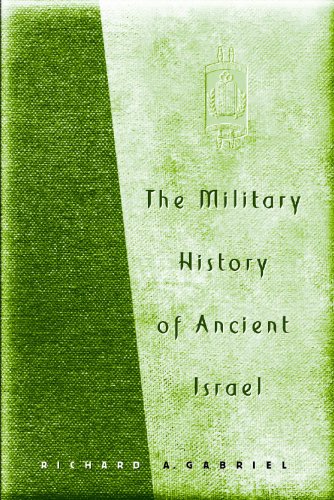 The Military
History
of Ancient
Israel
RICHARD A. GABRIEL